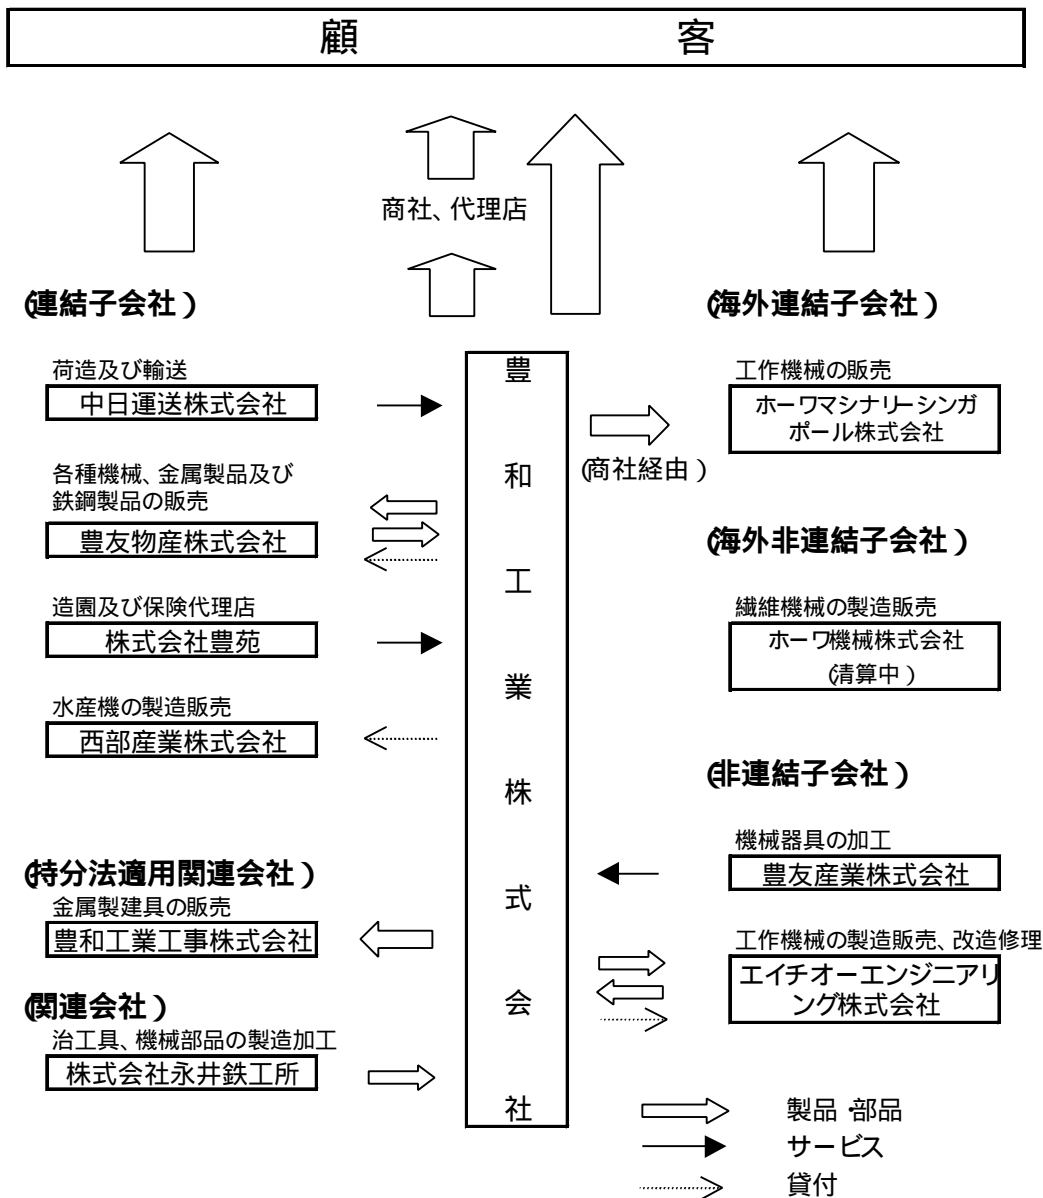 顧 客
商社、代理店
(連結子会社)
荷造及び輸送
中日運送株式会社
各種機械、金属製品及び
鉄鋼製品の販売
豊友物産株式会社
造園及び保険代理店
株式会社豊苑
水産機の製造販売
西部産業株式会社
(持分法適用関連会社)
金属製建具の販売
豊和工業工事株式会社
(関連会社)
治工具、機械部品の製造加工
株式会社永井鉄工所
豊和工業株式会社
(海外連結子会社)
工作機械の販売
ホーワマシナリーシンガ
ポール株式会社
(商社経由)
(海外非連結子会社)
繊維機械の製造販売
ホーワ機械株式会社
(清算中)
(非連結子会社)
機械器具の加工
豊友産業株式会社
工作機械の製造販売、改造修理
エイチオーエンジニアリ
ング株式会社
製品・部品
サービス
貸付